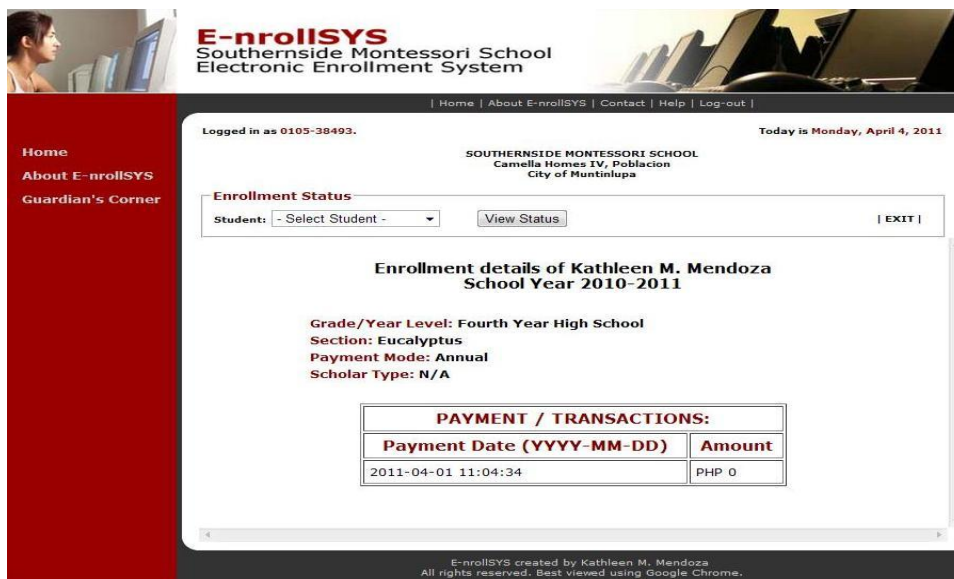 E-nrollSYS
Southernside Montessori School
Electronic Enrollment System
| Home | About E-nrollSYS | Contact | Help | Log-out |
Home
About E-nrollSYS
Guardian's Corner
Logged in as 0105-38493. Today is Monday, April 4, 2011
SOUTHERNSIDE MONTESSORI SCHOOL
Camella Homes IV, Poblacion
City of Muntinlupa
Enrollment Status
Student: - Select Student - View Status | EXIT |
Enrollment details of Kathleen M. Mendoza
School Year 2010-2011
Grade/Year Level: Fourth Year High School
Section: Eucalyptus
Payment Mode: Annual
Scholar Type: N/A
PAYMENT / TRANSACTIONS:
Payment Date (YYYY-MM-DD) Amount
2011-04-01 11:04:34 PHP 0
E-nrollSYS created by Kathleen M. Mendoza
All rights reserved. Best viewed using Google Chrome.